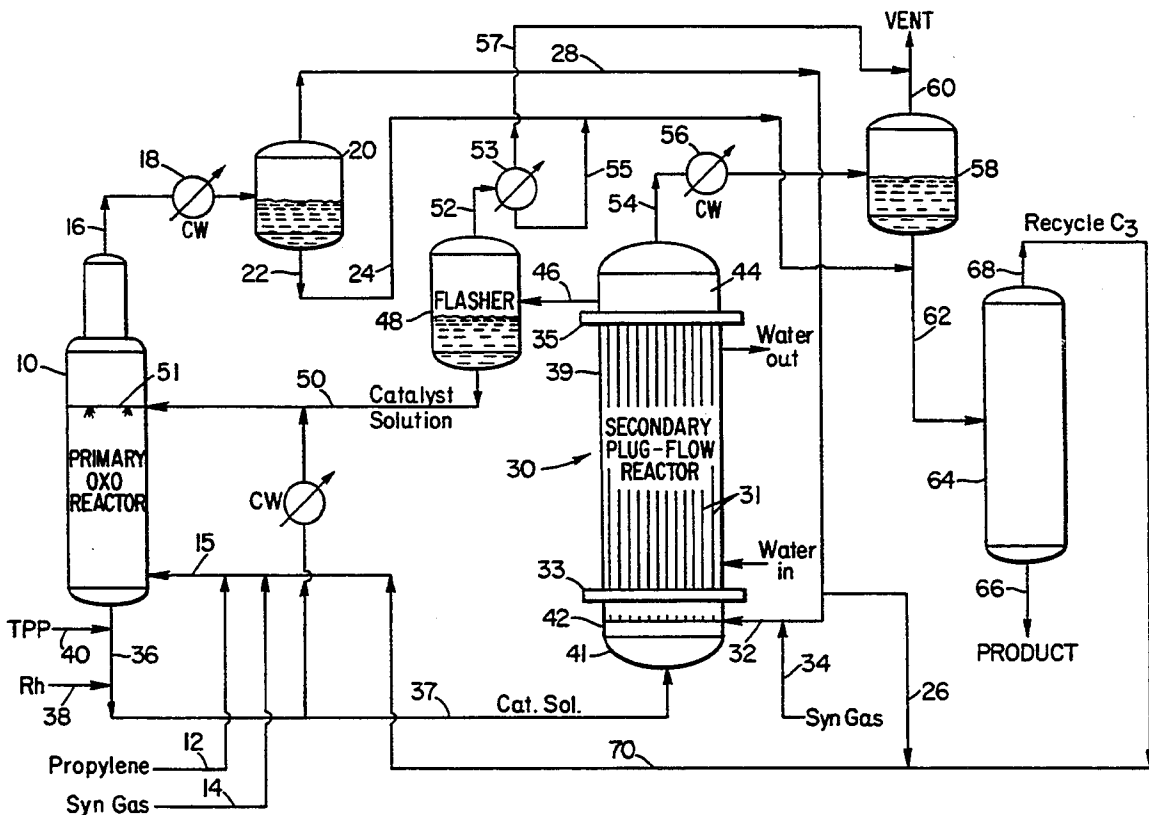 VENT
57
28
60
18
20
53
56
58
CW
55
CW
16
52
54
Recycle C3
22
24
46
44
68
FLASHER
48
35
Water
out
62
10
51
50
Catalyst
Solution
39
PRIMARY
OXO
REACTOR
SECONDARY
PLUG-FLOW
REACTOR
30
64
CW
31
15
Water
in
33
66
TPP
40
36
42
41
32
PRODUCT
Rh
38
37
Cat. Sol.
34
26
Syn Gas
12
Propylene
70
Syn Gas
14